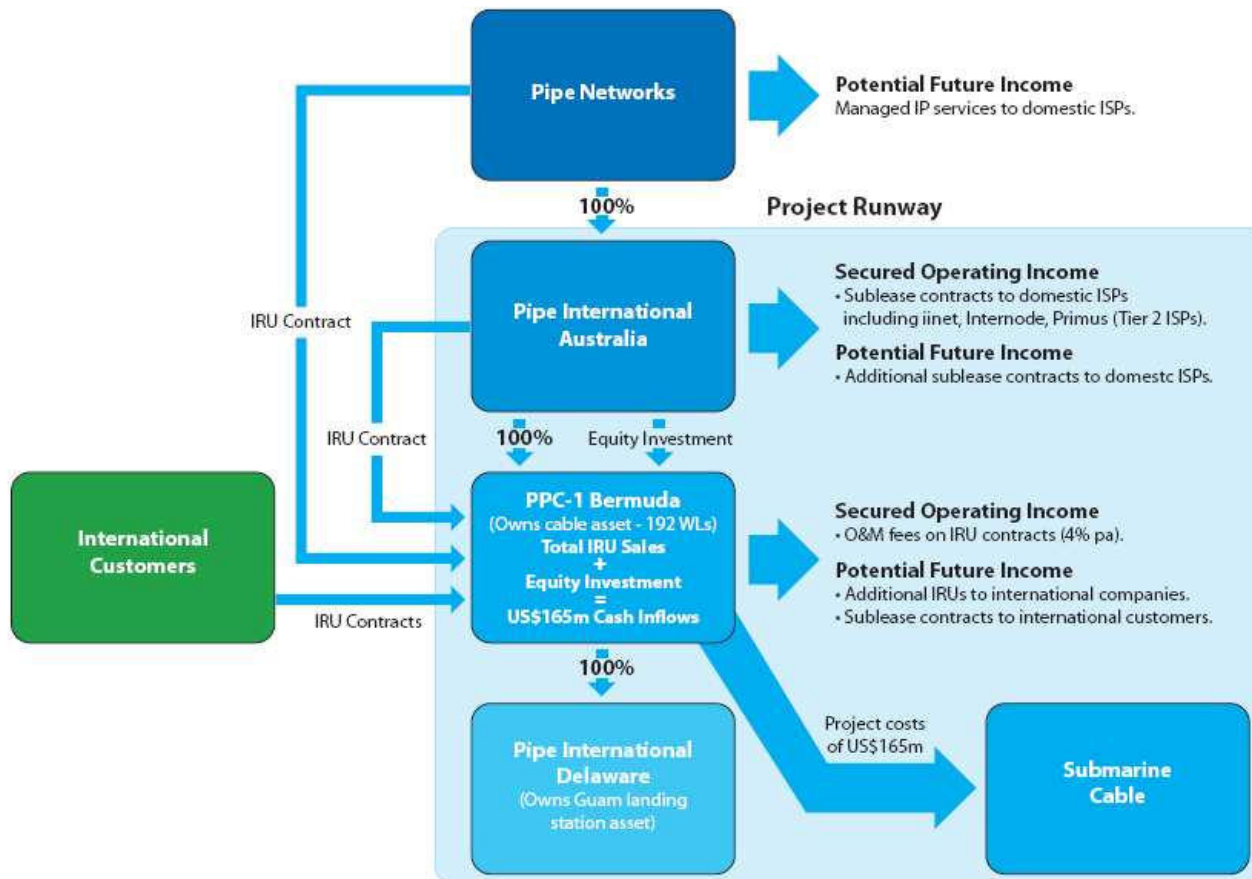 Pipe Networks
Potential Future Income
Managed IP services to domestic ISPs.
100%
Project Runway
Pipe International
Australia
Secured Operating Income
• Sublease contracts to domestic ISPs
including iinet, Internode, Primus (Tier 2 ISPs).
Potential Future Income
• Additional sublease contracts to domestc ISPs.
IRU Contract
IRU Contract
100%
Equity Investment
International
Customers
IRU Contracts
PPC-1 Bermuda
(Owns cable asset - 192 WLs)
Total IRU Sales
+
Equity Investment
=
US$165m Cash Inflows
Secured Operating Income
• O&M fees on IRU contracts (4% pa).
Potential Future Income
• Additional IRUs to international companies.
• Sublease contracts to international customers.
100%
Pipe International
Delaware
(Owns Guam landing
station asset)
Project costs
of US$165m
Submarine
Cable